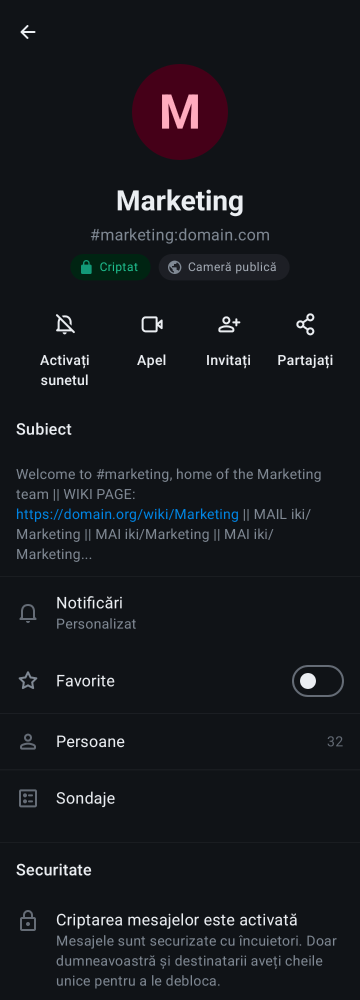 M
Marketing
#marketing:domain.com
Criptat
Cameră publică
Activați
sunetul
Apel
Invitați
Partajați
Subiect
Welcome to #marketing, home of the Marketing
team || WIKI PAGE:
https://domain.org/wiki/Marketing || MAIL iki/
Marketing || MAI iki/Marketing || MAI iki/
Marketing...
Notificări
Personalizat
Favorite
Persoane
32
Sondaje
Securitate
Criptarea mesajelor este activată
Mesajele sunt securizate cu încuietori. Doar
dumneavoastră și destinatarii aveți cheile
unice pentru a le debloca.